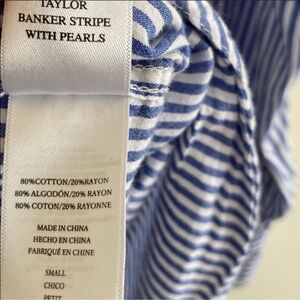 TAYLOR
BANKER STRIPE
WITH PEARLS
80%COTTON/20%RAYON
80% ALGODÓN/20% RAYON
80% COTON/20% RAYONNE
MADE IN CHINA
HECHO EN CHINA
FABRIQUÉ EN CHINE
SMALL
CHICO
PETIT